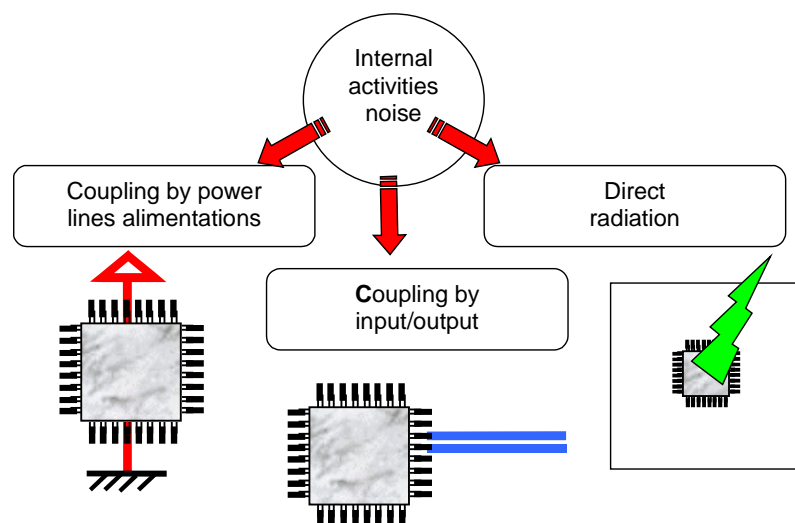 Internal
activities
noise
Coupling by power
lines alimentations
Direct
radiation
Coupling by
input/output